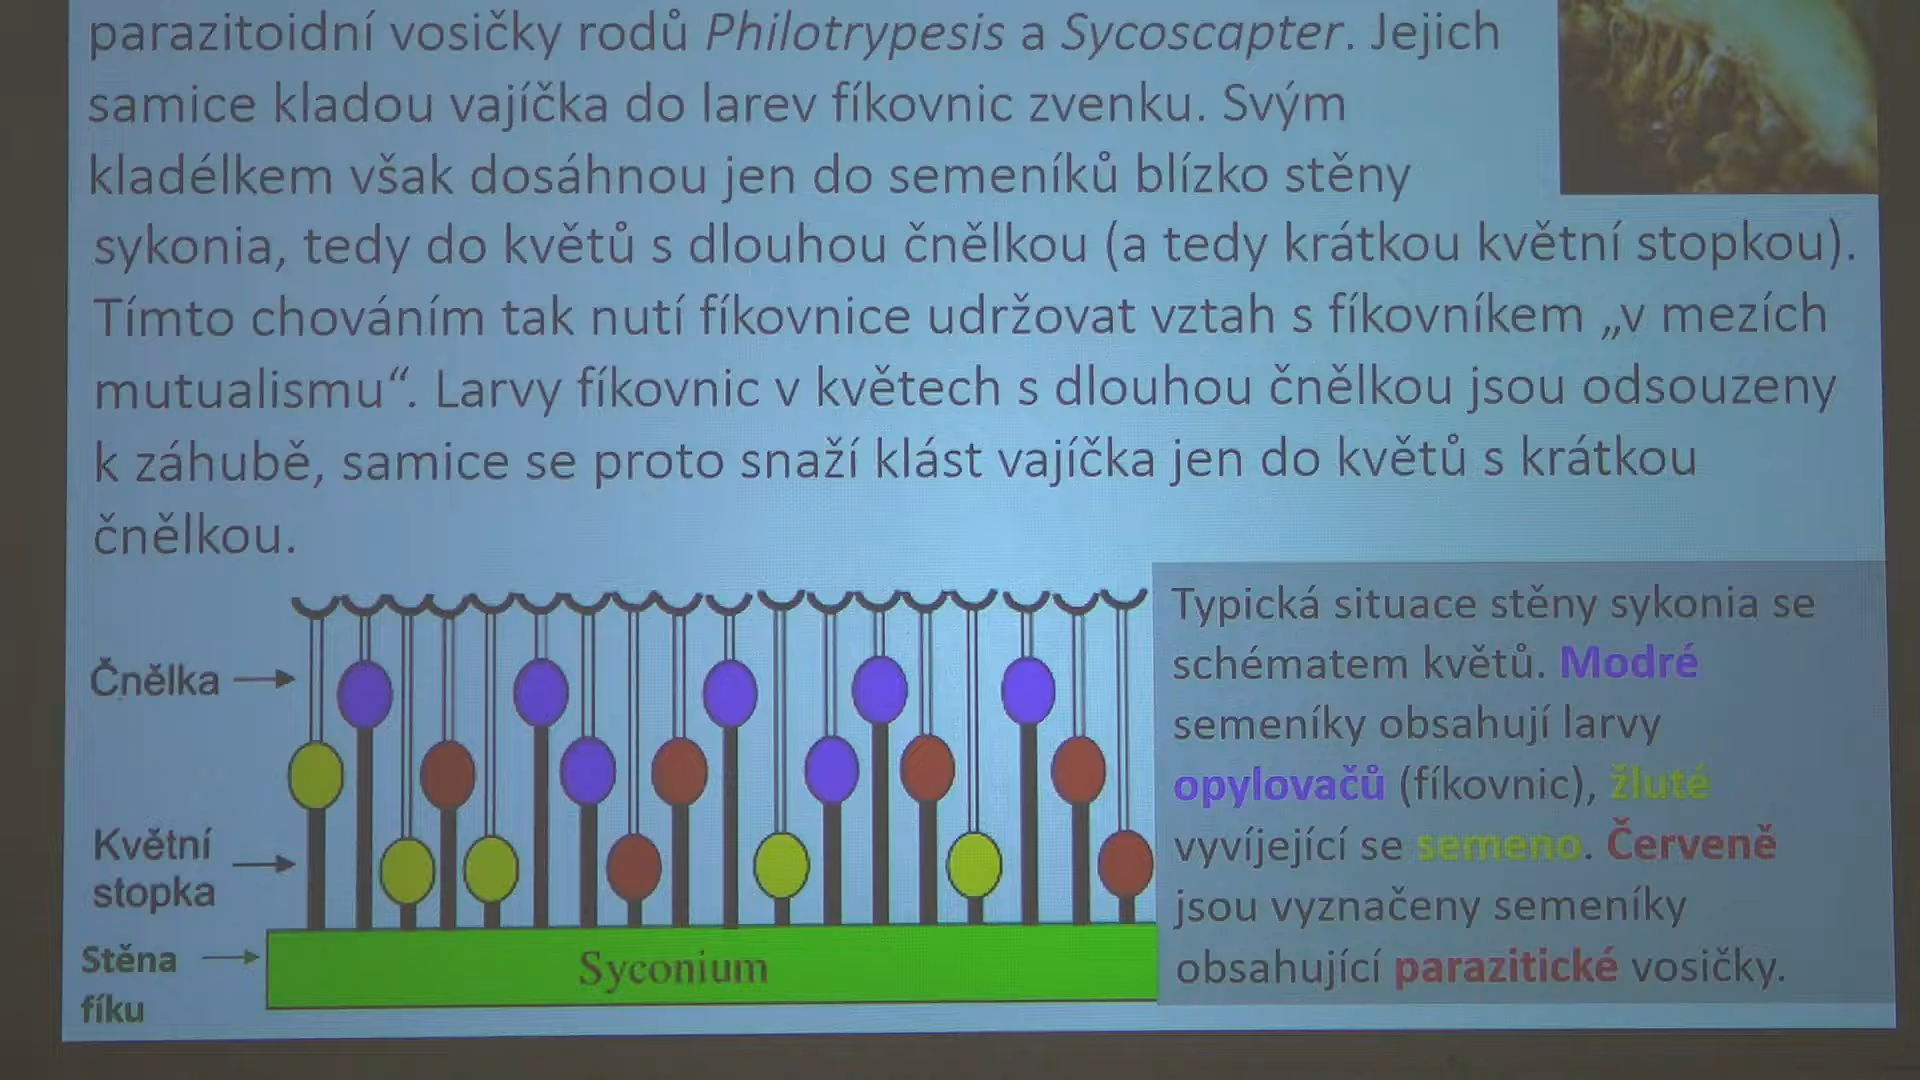 parazitoidní vosičky rodů Philotrypesis a Sycoscapter. Jejich
samice kladou vajíčka do larev fíkovnic zvenku. Svým
kladélkem však dosáhnou jen do semeníků blízko stěny
sykonia, tedy do květů s dlouhou čnělkou (a tedy krátkou květní stopkou).
Tímto chováním tak nutí fíkovnice udržovat vztah s fíkovníkem „v mezích
mutualismu“. Larvy fíkovnic v květech s dlouhou čnělkou jsou odsouzeny
k záhubě, samice se proto snaží klást vajíčka jen do květů s krátkou
čnělkou.
Čnělka
Květní
stopka
Stěna
fíku
Syconium
Typická situace stěny sykonia se
schématem květů. Modré
semeníky obsahují larvy
opylovačů (fíkovnic), žluté
vyvíjející se semeno. Červeně
jsou vyznačeny semeníky
obsahující parazitické vosičky.